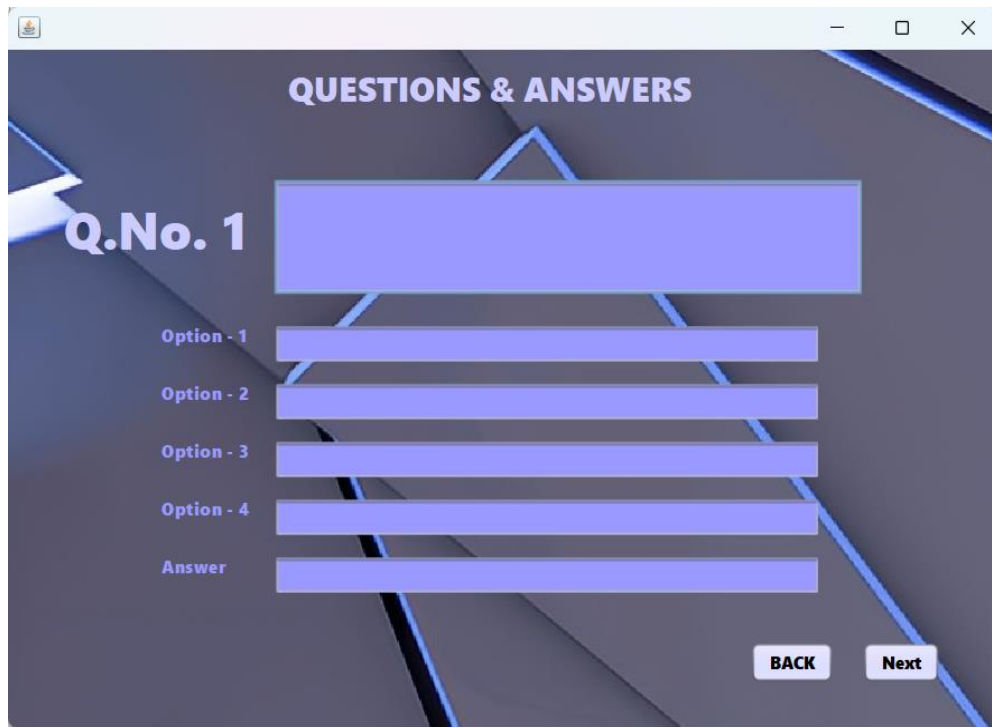 QUESTIONS & ANSWERS
Q.No. 1
Option - 1
Option - 2
Option - 3
Option - 4
Answer
BACK Next